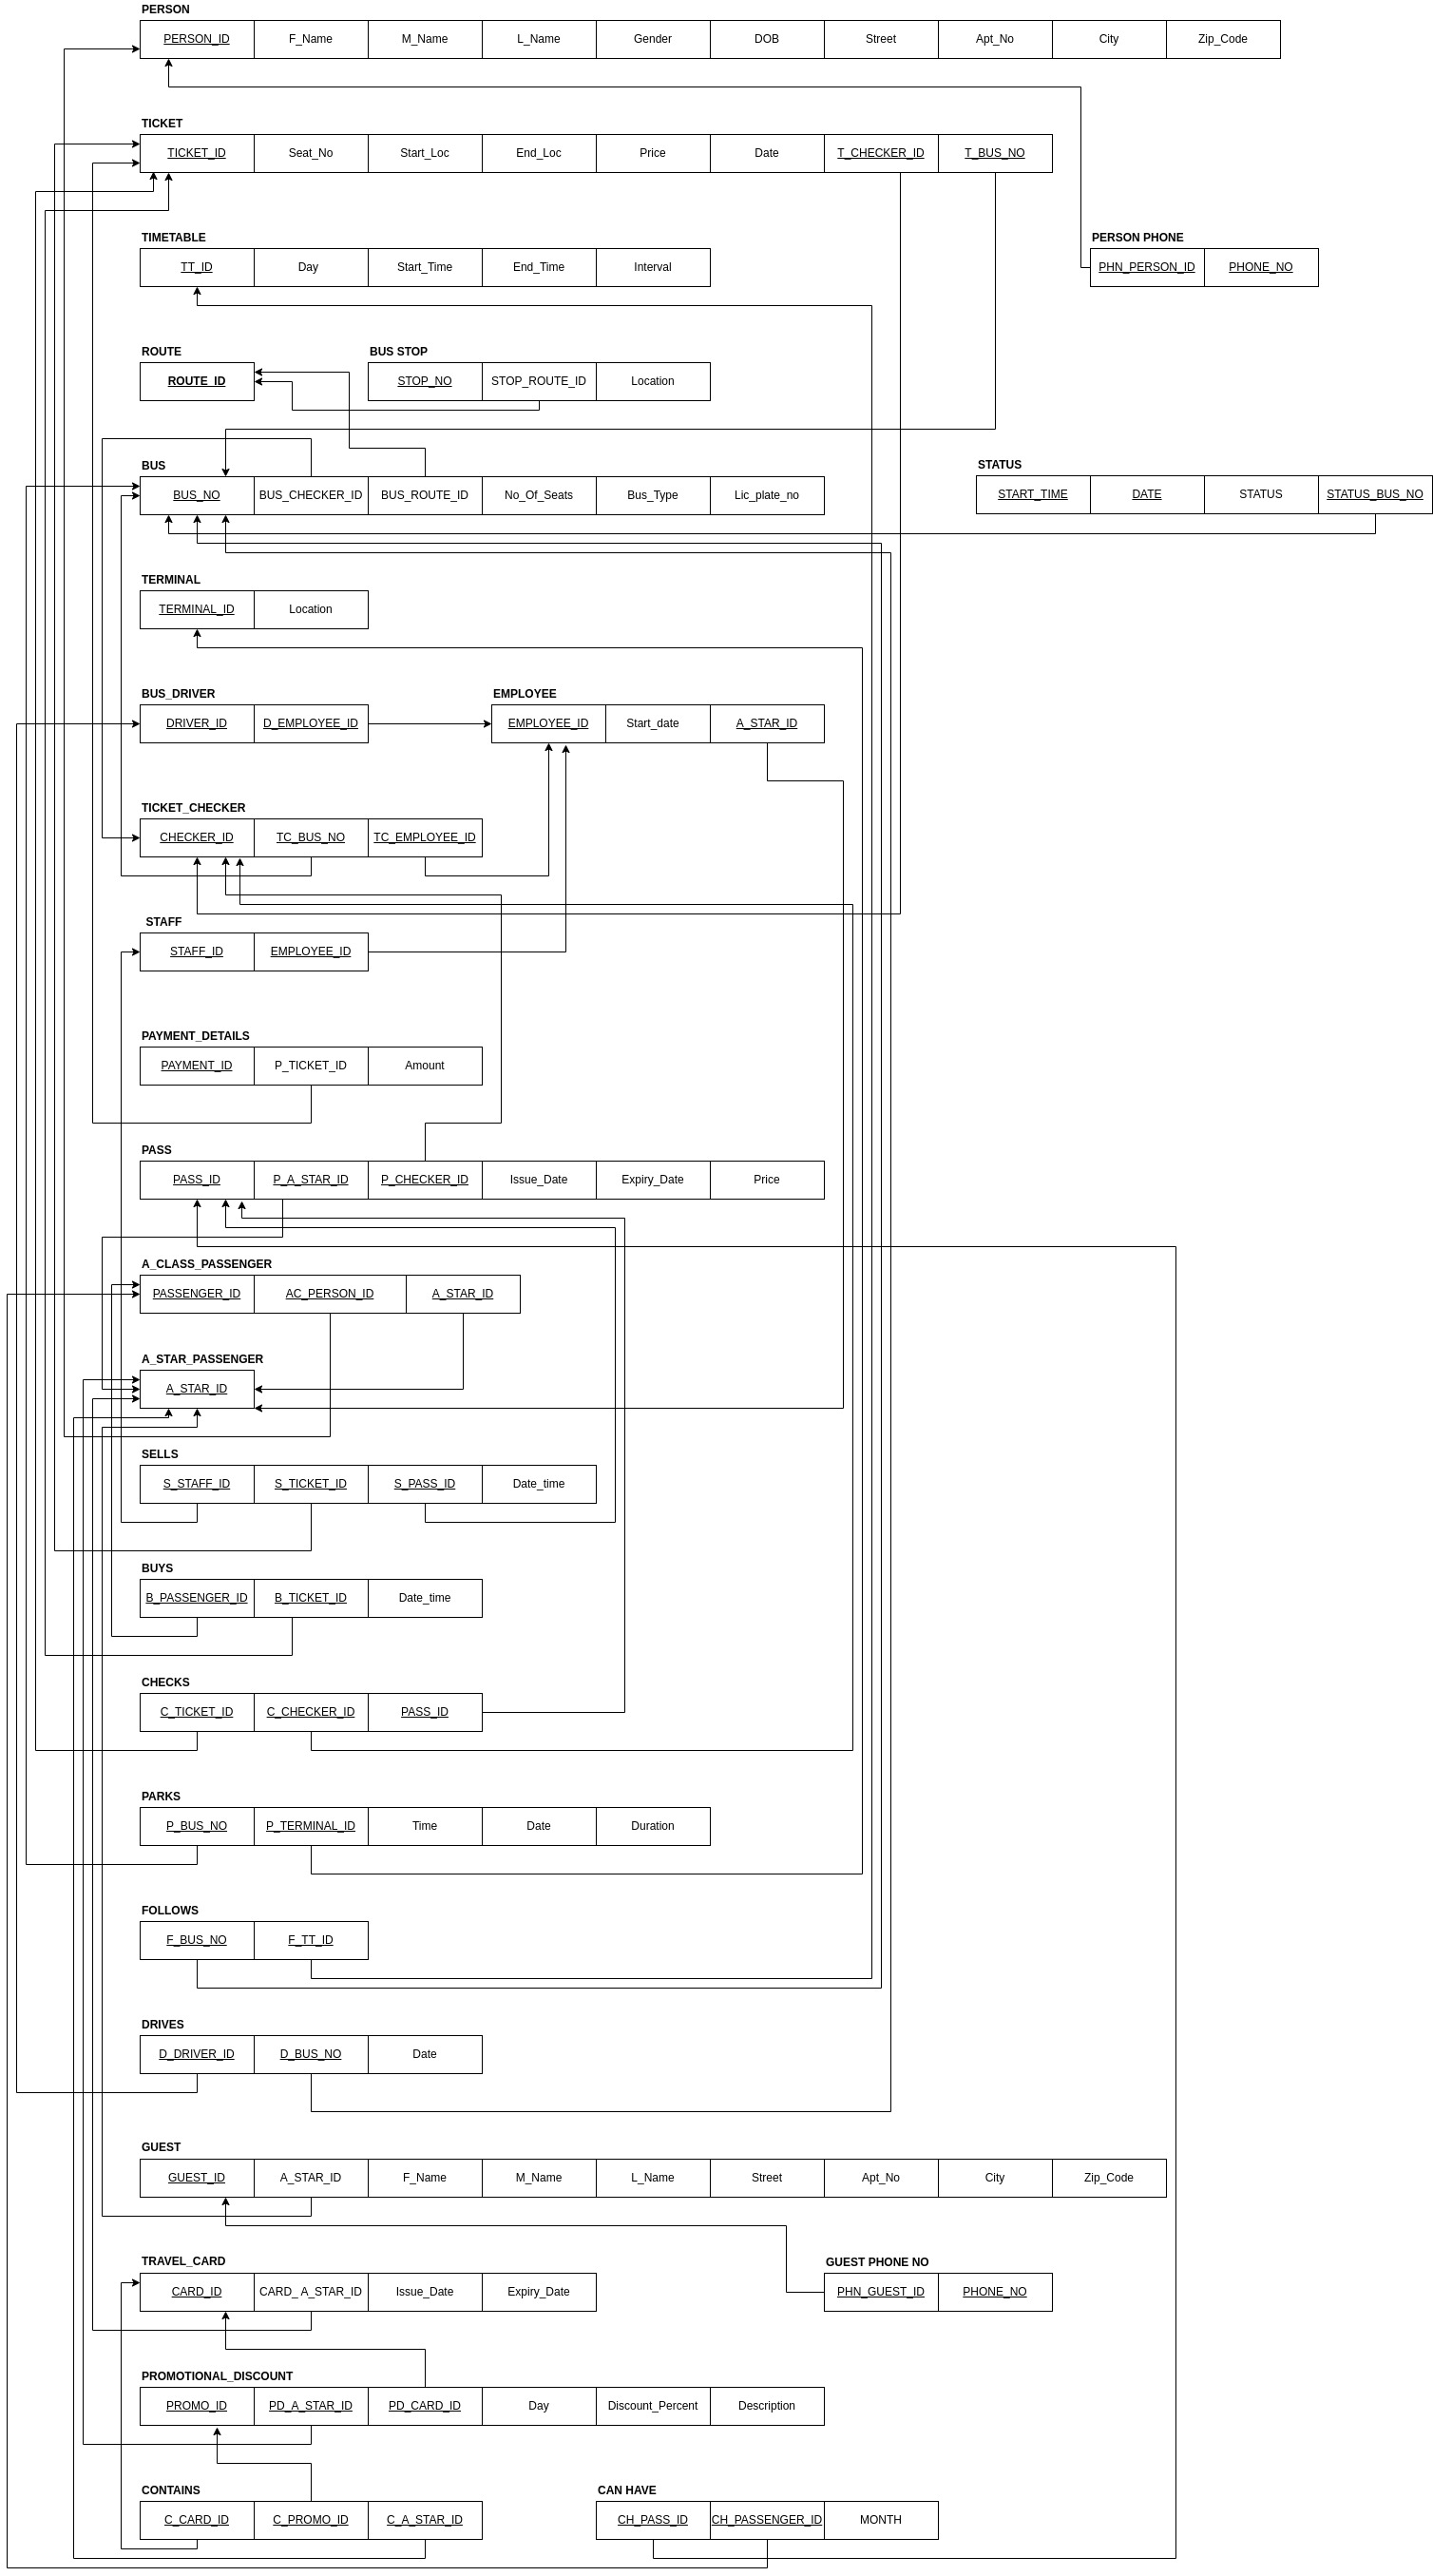 PERSON
PERSON_ID F_Name M_Name L_Name Gender DOB Street Apt_No City Zip_Code
TICKET
TICKET_ID Seat_No Start_Loc End_Loc Price Date T_CHECKER_ID T_BUS_NO
TIMETABLE PERSON PHONE
TT_ID Day Start_Time End_Time Interval PHN_PERSON_ID PHONE_NO
ROUTE BUS STOP
ROUTE_ID STOP_NO STOP_ROUTE_ID Location
BUS STATUS
BUS_NO BUS_CHECKER_ID BUS_ROUTE_ID No_Of_Seats Bus_Type Lic_plate_no START_TIME DATE STATUS STATUS_BUS_NO
TERMINAL
TERMINAL_ID Location
BUS_DRIVER EMPLOYEE
DRIVER_ID D_EMPLOYEE_ID EMPLOYEE_ID Start_date A_STAR_ID
TICKET_CHECKER
CHECKER_ID TC_BUS_NO TC_EMPLOYEE_ID
STAFF
STAFF_ID EMPLOYEE_ID
PAYMENT_DETAILS
PAYMENT_ID P_TICKET_ID Amount
PASS
PASS_ID P_A_STAR_ID P_CHECKER_ID Issue_Date Expiry_Date Price
A_CLASS_PASSENGER
PASSENGER_ID AC_PERSON_ID A_STAR_ID
A_STAR_PASSENGER
A_STAR_ID
SELLS
S_STAFF_ID S_TICKET_ID S_PASS_ID Date_time
BUYS
B_PASSENGER_ID B_TICKET_ID Date_time
CHECKS
C_TICKET_ID C_CHECKER_ID PASS_ID
PARKS
P_BUS_NO P_TERMINAL_ID Time Date Duration
FOLLOWS
F_BUS_NO F_TT_ID
DRIVES
D_DRIVER_ID D_BUS_NO Date
GUEST
GUEST_ID A_STAR_ID F_Name M_Name L_Name Street Apt_No City Zip_Code
TRAVEL_CARD GUEST PHONE NO
CARD_ID CARD_ A_STAR_ID Issue_Date Expiry_Date PHN_GUEST_ID PHONE_NO
PROMOTIONAL_DISCOUNT
PROMO_ID PD_A_STAR_ID PD_CARD_ID Day Discount_Percent Description
CONTAINS CAN HAVE
C_CARD_ID C_PROMO_ID C_A_STAR_ID CH_PASS_ID CH_PASSENGER_ID MONTH